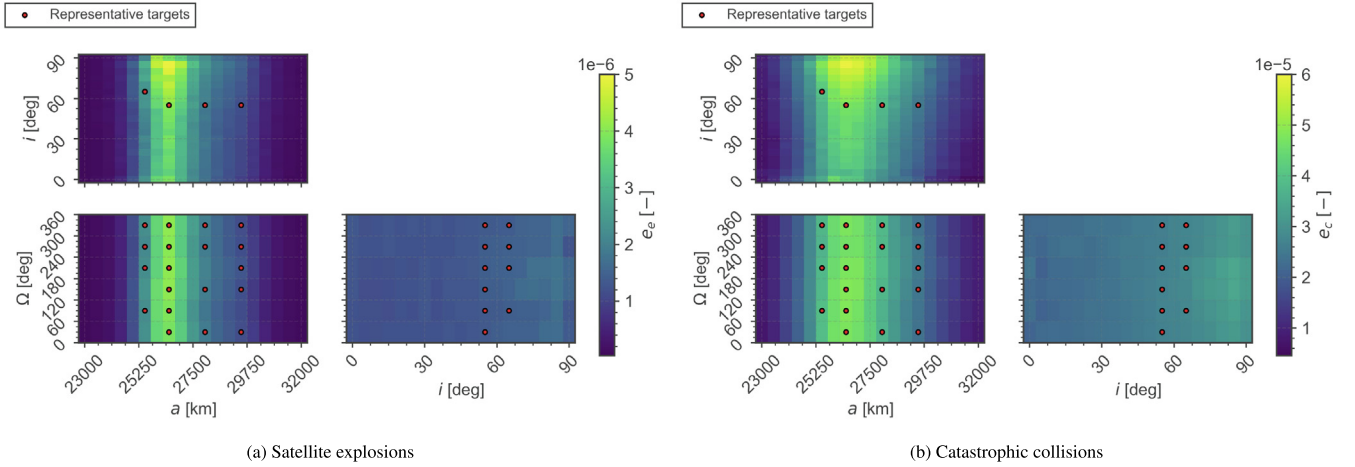 Representative targets
Representative targets
1e−6
1e−5
i [deg]
90
60
30
0
5
4
3
2
1
e_e [−]
i [deg]
90
60
30
0
6
5
4
3
2
1
e_c [−]
Ω [deg]
360
300
240
180
120
60
0
23000 25250 27500 29750 32000
a [km]
0 30 60 90
i [deg]
Ω [deg]
360
300
240
180
120
60
0
23000 25250 27500 29750 32000
a [km]
0 30 60 90
i [deg]
(a) Satellite explosions
(b) Catastrophic collisions